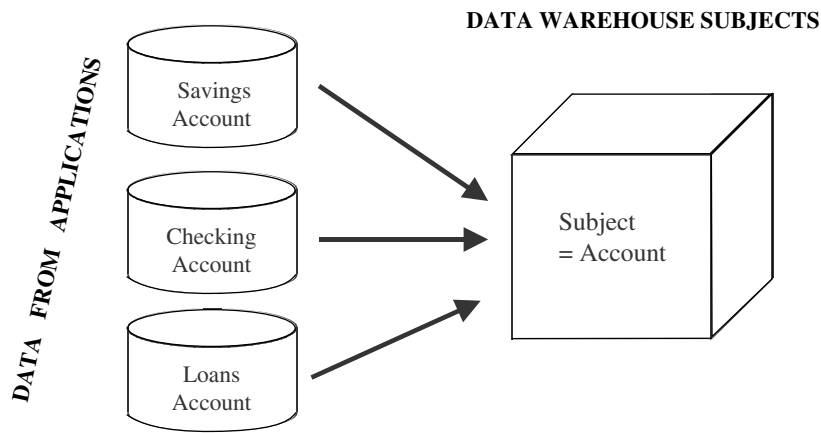 DATA WAREHOUSE SUBJECTS
DATA FROM APPLICATIONS
Savings
Account
Checking
Account
Loans
Account
Subject
= Account